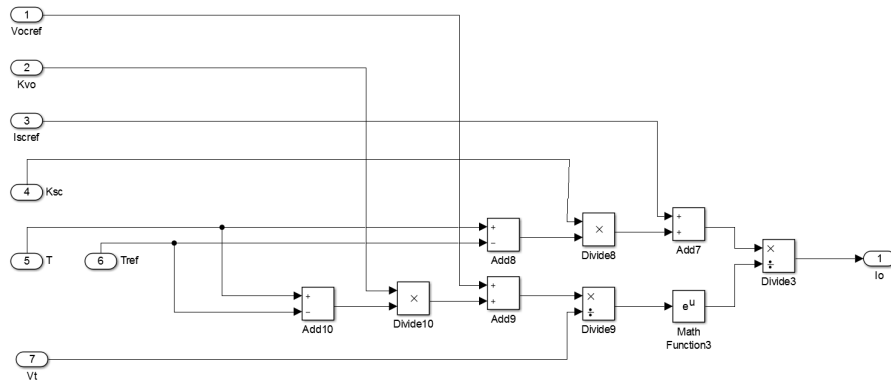 1
Vocref
2
Kvo
3
Iscref
4
Ksc
5
T
6
Tref
+
−
Add8
×
Divide8
+
+
Add7
×
÷
Divide3
1
Io
+
−
Add10
×
Divide10
+
+
Add9
×
÷
Divide9
e^u
Math
Function3
7
Vt